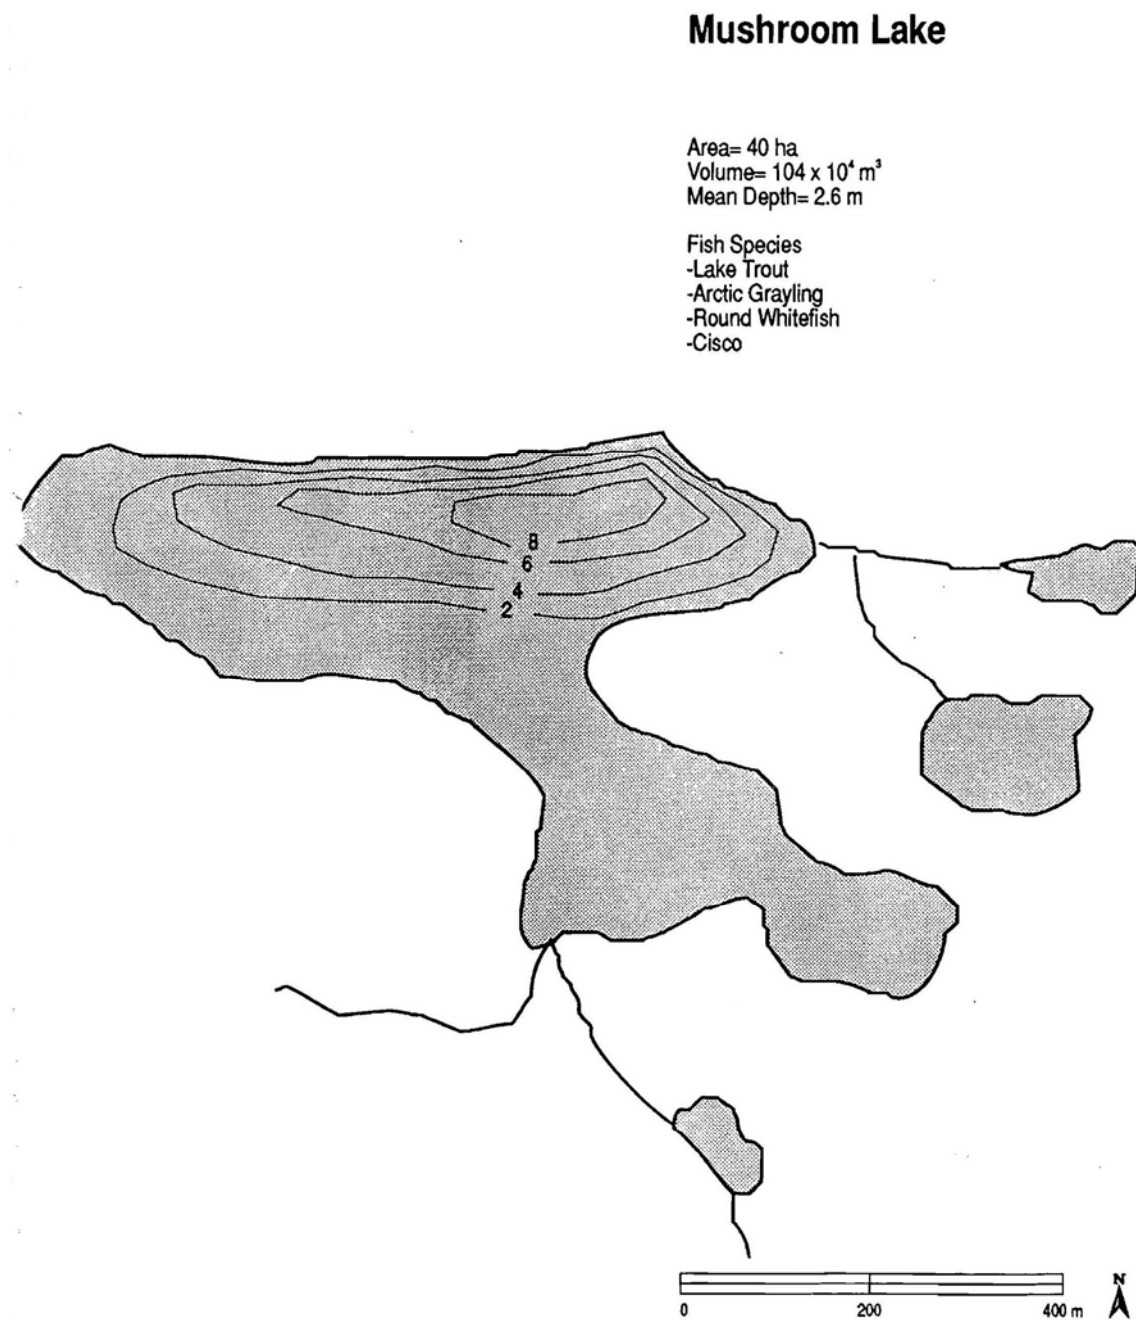 Mushroom Lake
Area= 40 ha
Volume= 104 x 10⁴ m³
Mean Depth= 2.6 m
Fish Species
-Lake Trout
-Arctic Grayling
-Round Whitefish
-Cisco
8
6
4
2
N
0 200 400 m